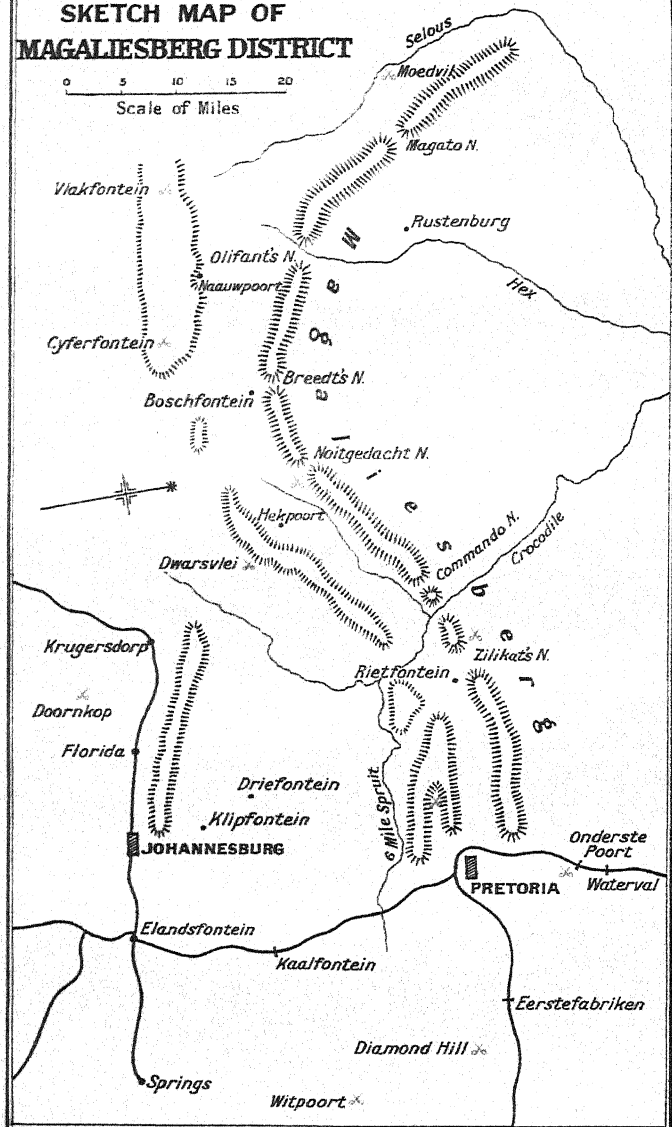 SKETCH MAP OF
MAGALIESBERG DISTRICT
0 5 10 15 20
Scale of Miles
Selous
Moedvil
Magato N.
Vlakfontein
Rustenburg
Olifant's N.
Naauwpoort
Hex
Magaliesberg
Cyferfontein
Breedt's N.
Boschfontein
Noitgedacht N.
Hekpoort
Commando N.
Crocodile
Dwarsvlei
Krugersdorp
Zilikat's N.
Rietfontein
Doornkop
Florida
Driefontein
6 Mile Spruit
Klipfontein
JOHANNESBURG
Onderste
Poort
PRETORIA
Waterval
Elandsfontein
Kaalfontein
Eerstefabriken
Diamond Hill
Springs
Witpoort